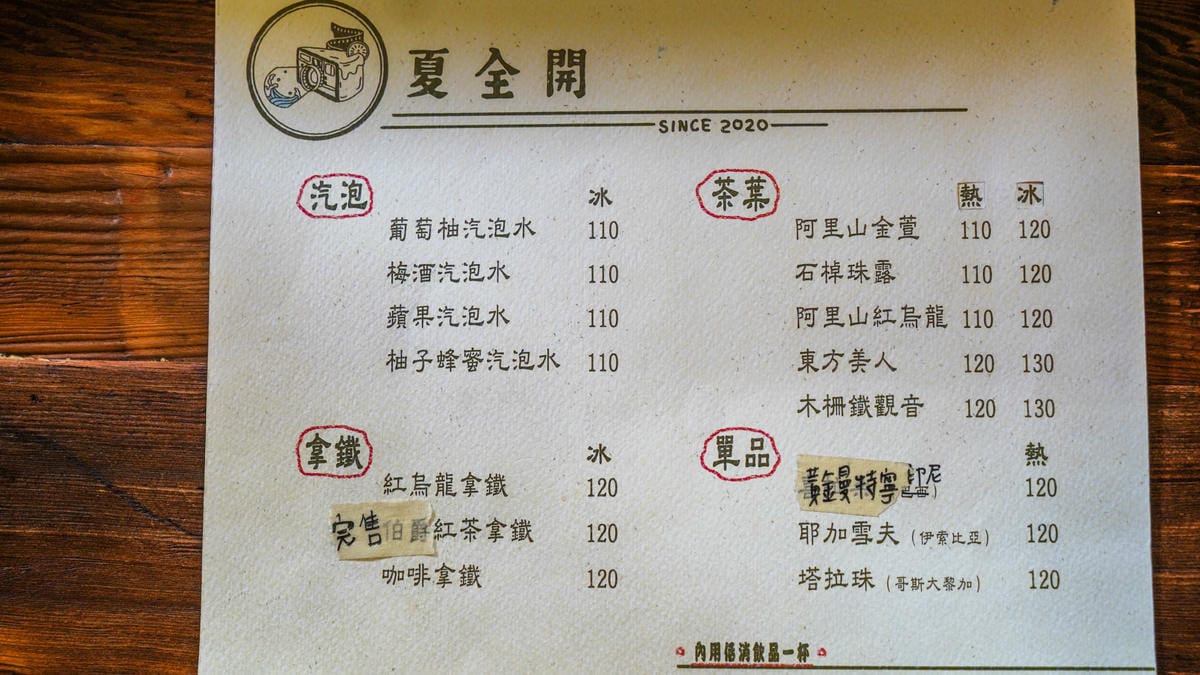 夏全開
SINCE 2020
汽泡 冰
葡萄柚汽泡水 110
梅酒汽泡水 110
蘋果汽泡水 110
柚子蜂蜜汽泡水 110
拿鐵 冰
紅烏龍拿鐵 120
完售 伯爵紅茶拿鐵 120
咖啡拿鐵 120
茶葉 熱 冰
阿里山金萱 110 120
石棹珠露 110 120
阿里山紅烏龍 110 120
東方美人 120 130
木柵鐵觀音 120 130
單品 熱
黃金曼特寧 印尼 120
耶加雪夫 (伊索比亞) 120
塔拉珠 (哥斯大黎加) 120
內用低消飲品一杯